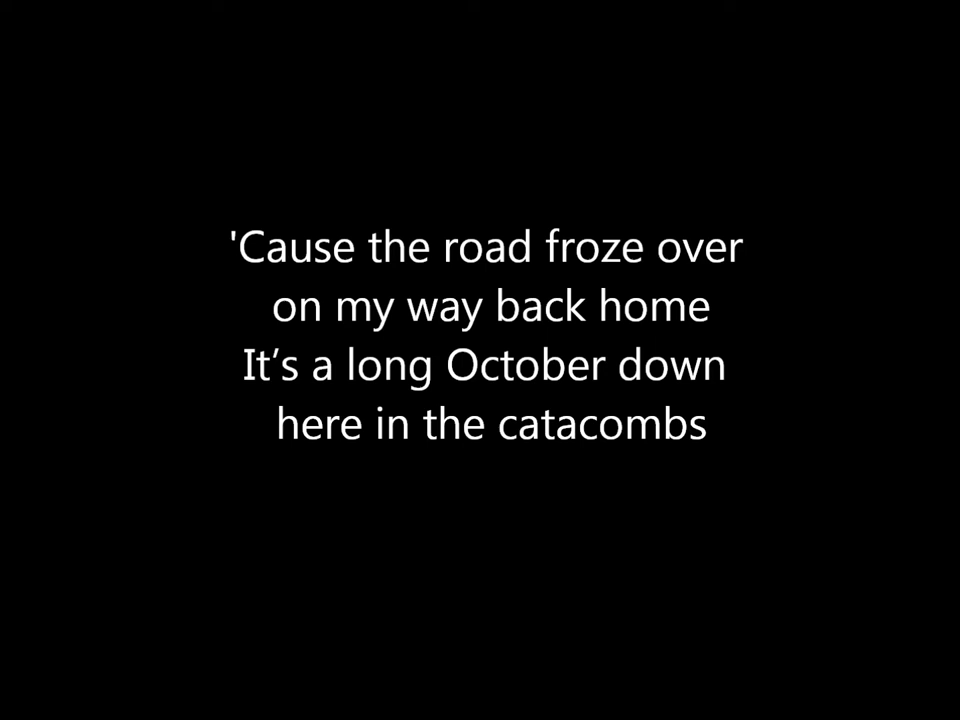 'Cause the road froze over
on my way back home
It’s a long October down
here in the catacombs